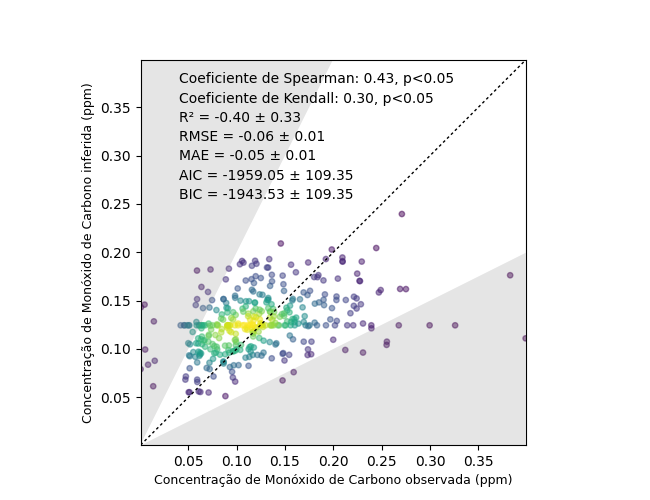 Coeficiente de Spearman: 0.43, p<0.05
Coeficiente de Kendall: 0.30, p<0.05
R² = -0.40 ± 0.33
RMSE = -0.06 ± 0.01
MAE = -0.05 ± 0.01
AIC = -1959.05 ± 109.35
BIC = -1943.53 ± 109.35
Concentração de Monóxido de Carbono inferida (ppm)
0.35
0.30
0.25
0.20
0.15
0.10
0.05
0.05 0.10 0.15 0.20 0.25 0.30 0.35
Concentração de Monóxido de Carbono observada (ppm)